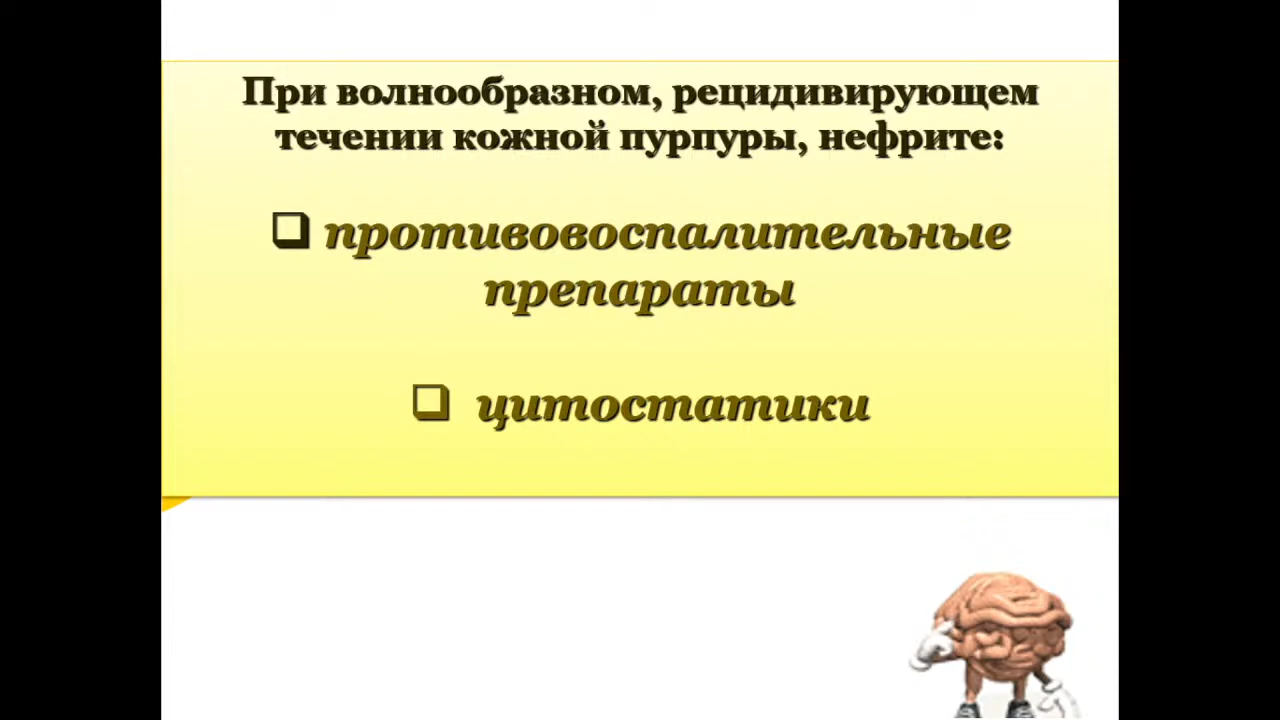 При волнообразном, рецидивирующем
течении кожной пурпуры, нефрите:
❑ противовоспалительные
препараты
❑ цитостатики